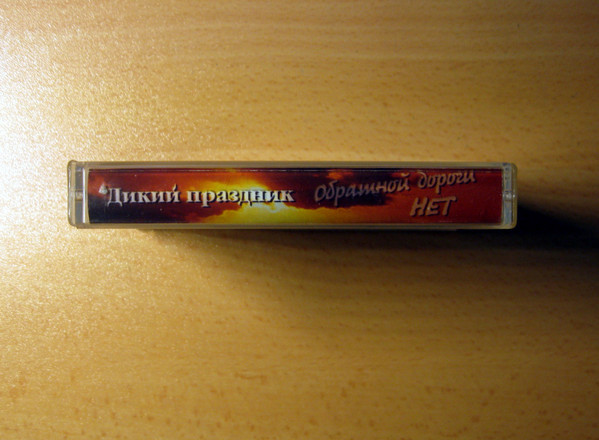 Дикий праздник
Обратной дороги
НЕТ